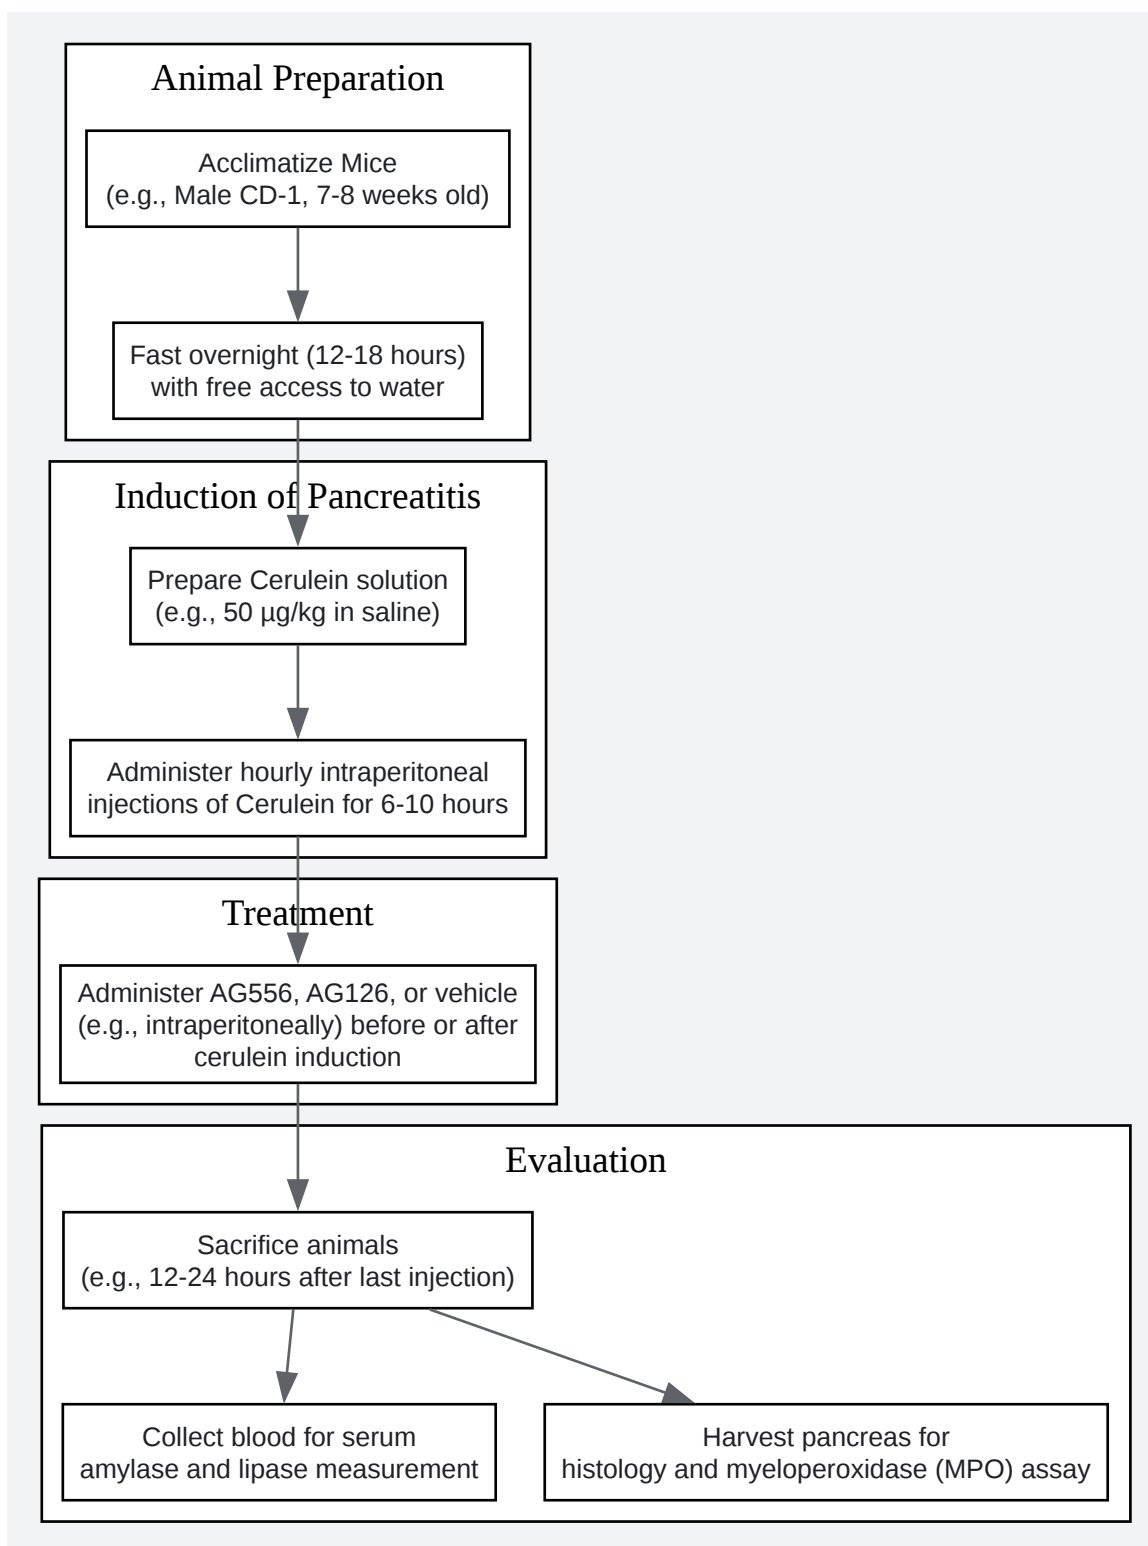 Animal Preparation
Acclimatize Mice
(e.g., Male CD-1, 7-8 weeks old)
Fast overnight (12-18 hours)
with free access to water
Induction of Pancreatitis
Prepare Cerulein solution
(e.g., 50 µg/kg in saline)
Administer hourly intraperitoneal
injections of Cerulein for 6-10 hours
Treatment
Administer AG556, AG126, or vehicle
(e.g., intraperitoneally) before or after
cerulein induction
Evaluation
Sacrifice animals
(e.g., 12-24 hours after last injection)
Collect blood for serum
amylase and lipase measurement
Harvest pancreas for
histology and myeloperoxidase (MPO) assay